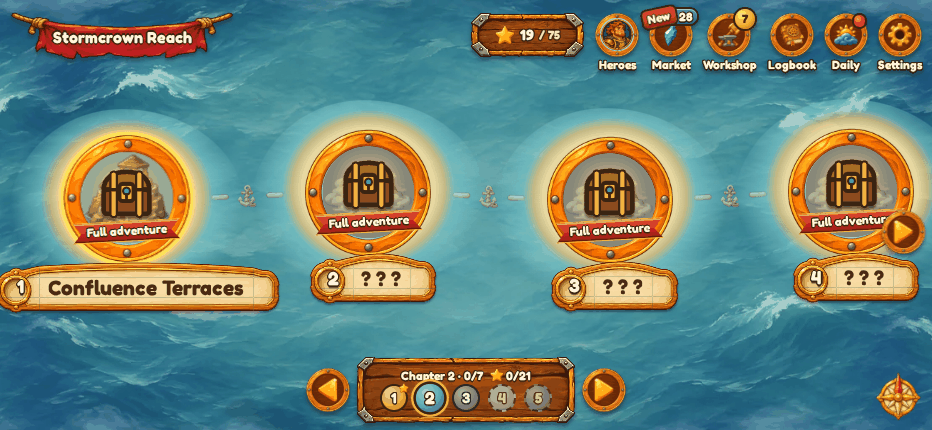 Stormcrown Reach
19 / 75
New 28
7
Heroes
Market
Workshop
Logbook
Daily
Settings
Full adventure
Full adventure
Full adventure
Full adventure
1 Confluence Terraces
2 ? ? ?
3 ? ? ?
4 ? ? ?
Chapter 2 · 0/7 0/21
1 2 3 4 5